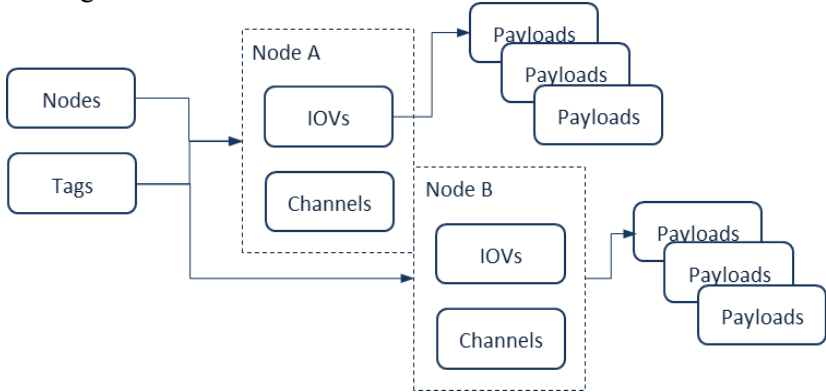 Node A
Payloads
Payloads
Payloads
Nodes
IOVs
Tags
Channels
Node B
IOVs
Channels
Payloads
Payloads
Payloads